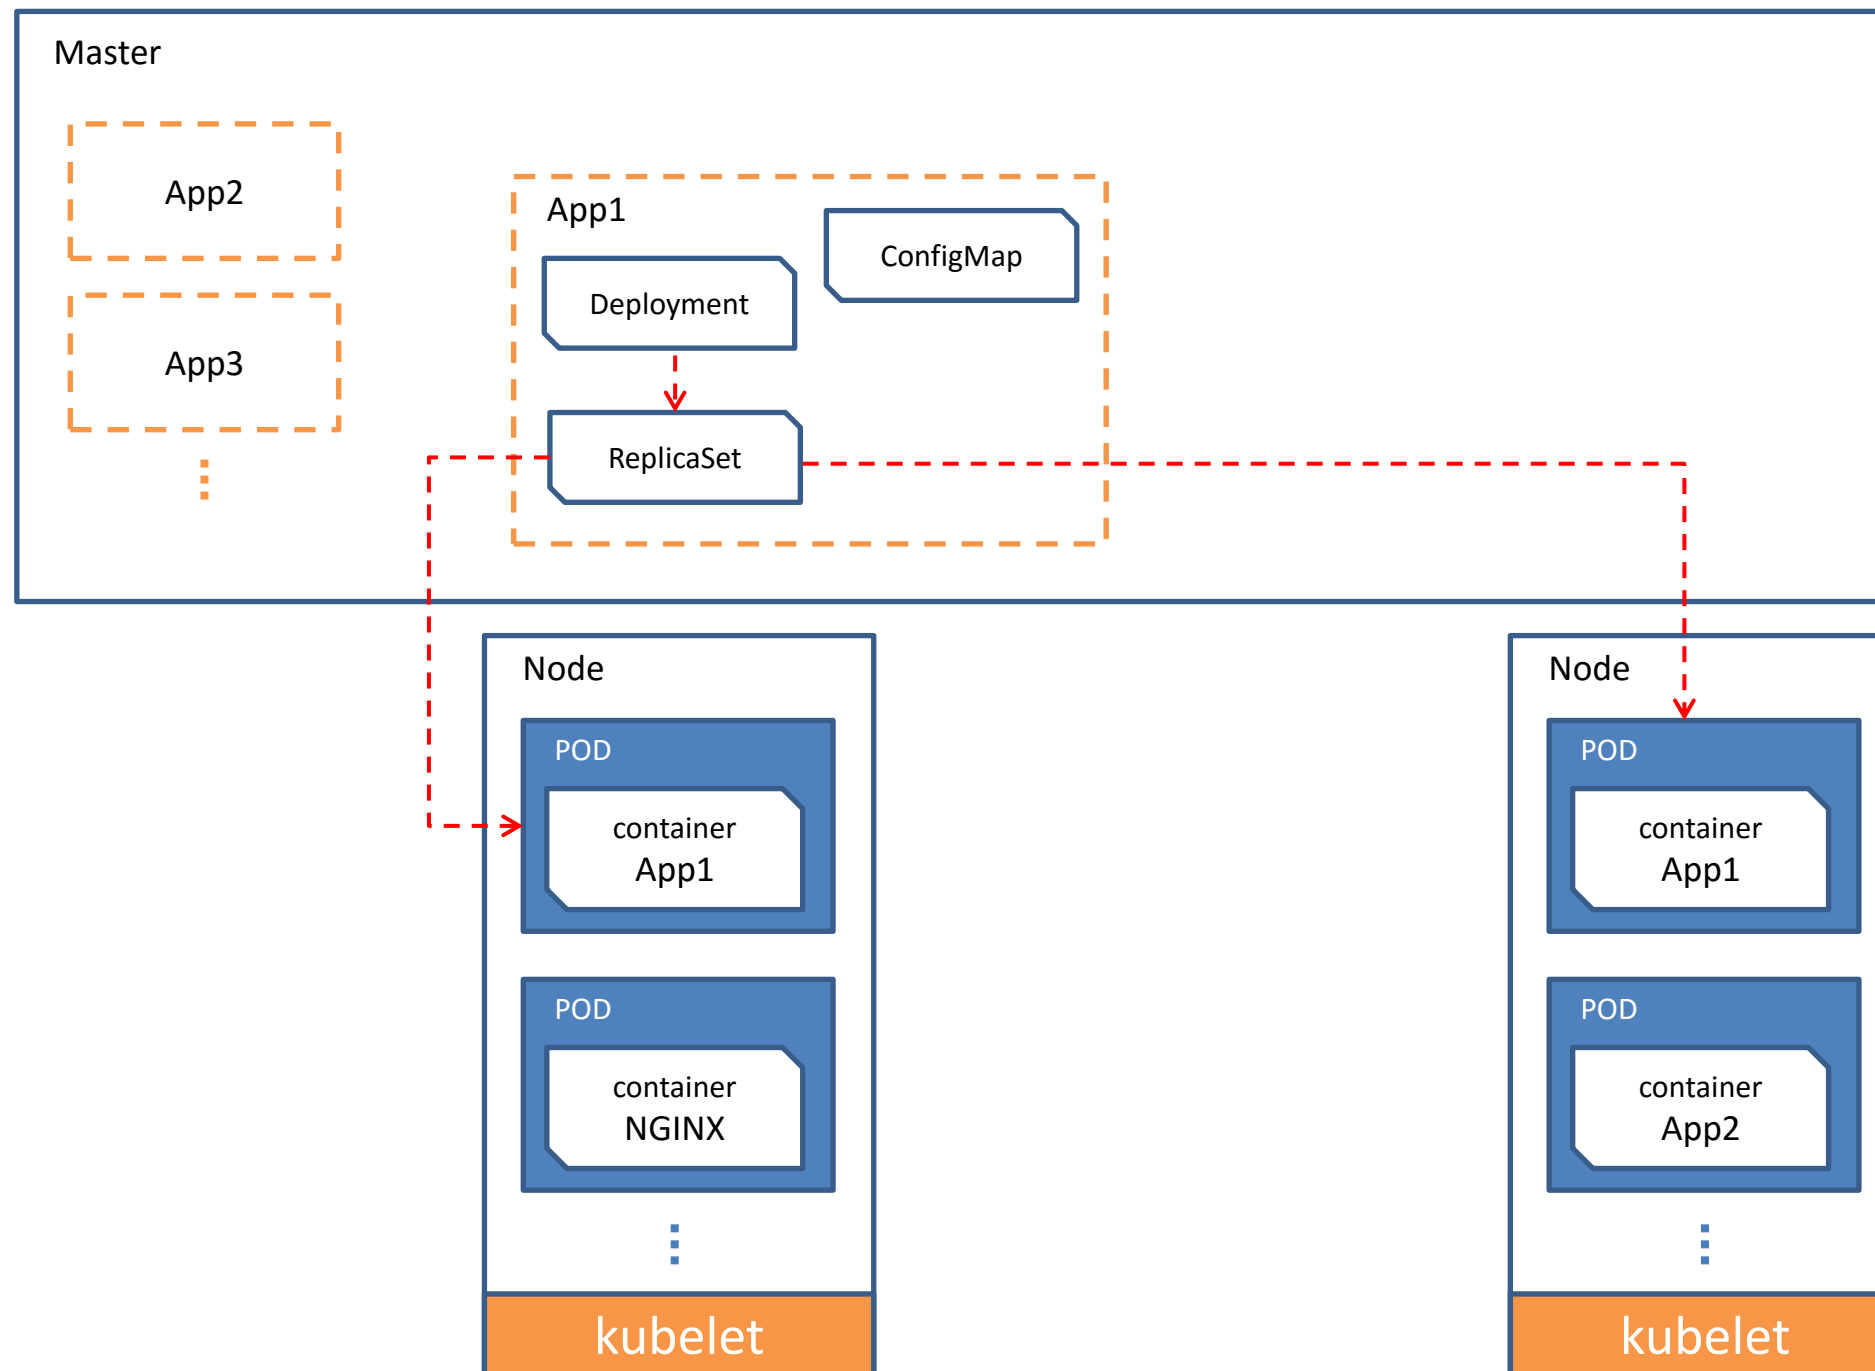 Master
App2
App3
App1
ConfigMap
Deployment
ReplicaSet
Node
POD
container
App1
POD
container
NGINX
kubelet
Node
POD
container
App1
POD
container
App2
kubelet